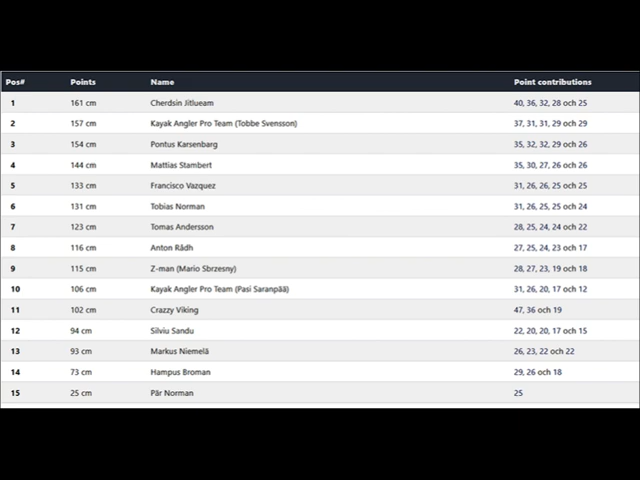 Pos# Points Name Point contributions
1 161 cm Cherdsin Jitlueam 40, 36, 32, 28 och 25
2 157 cm Kayak Angler Pro Team (Tobbe Svensson) 37, 31, 31, 29 och 29
3 154 cm Pontus Karsenbarg 35, 32, 32, 29 och 26
4 144 cm Mattias Stambert 35, 30, 27, 26 och 26
5 133 cm Francisco Vazquez 31, 26, 26, 25 och 25
6 131 cm Tobias Norman 31, 26, 25, 25 och 24
7 123 cm Tomas Andersson 28, 25, 24, 24 och 22
8 116 cm Anton Rådh 27, 25, 24, 23 och 17
9 115 cm Z-man (Mario Sbrzesny) 28, 27, 23, 19 och 18
10 106 cm Kayak Angler Pro Team (Pasi Saranpää) 31, 26, 20, 17 och 12
11 102 cm Crazzy Viking 47, 36 och 19
12 94 cm Silviu Sandu 22, 20, 20, 17 och 15
13 93 cm Markus Niemelä 26, 23, 22 och 22
14 73 cm Hampus Broman 29, 26 och 18
15 25 cm Pär Norman 25